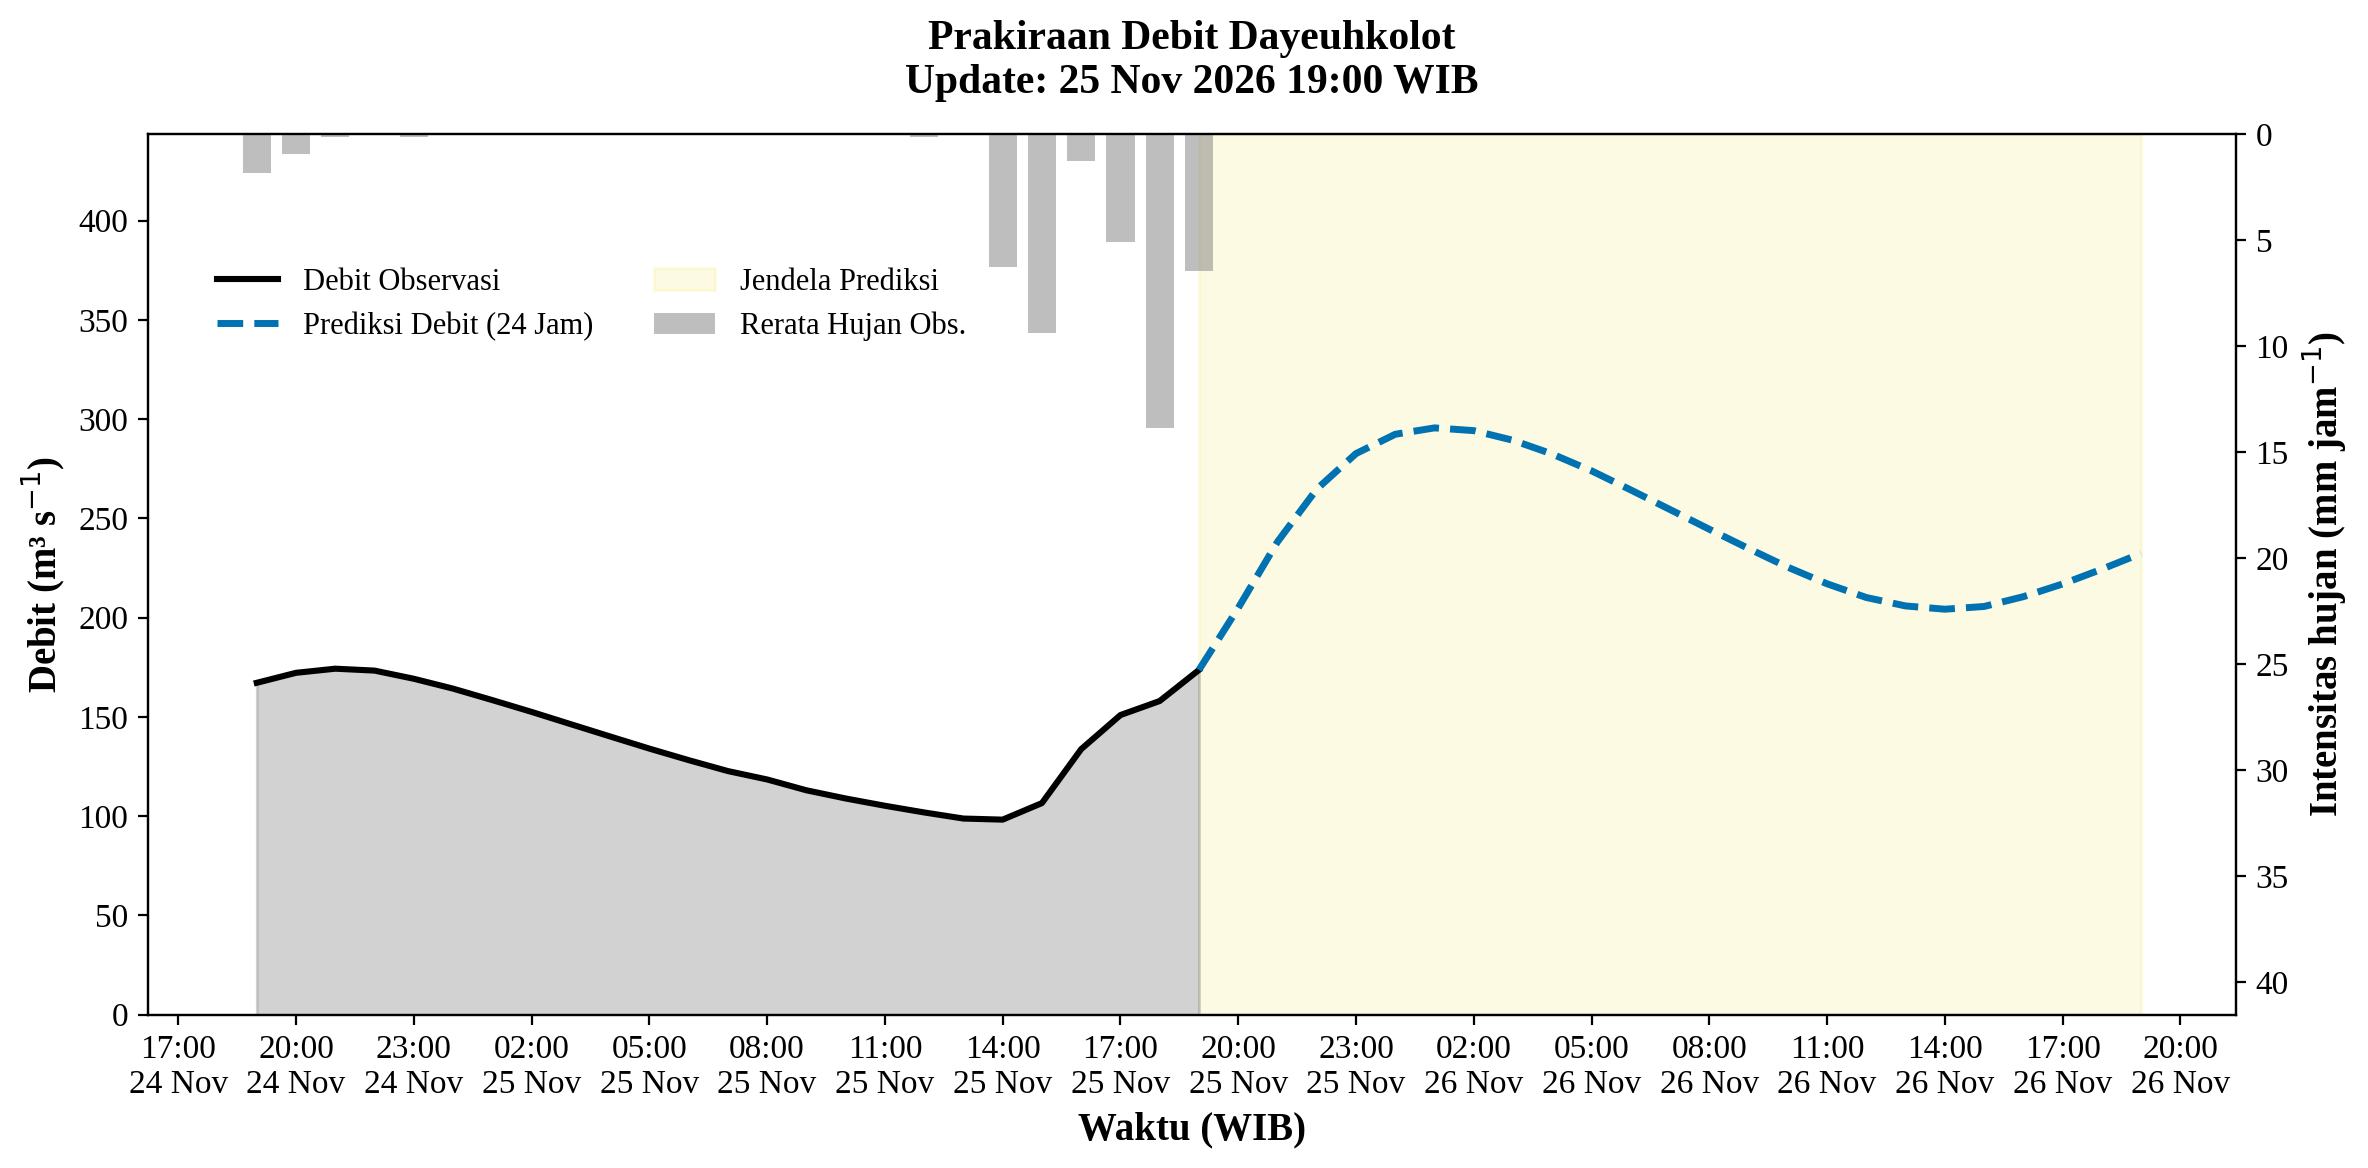 Prakiraan Debit Dayeuhkolot
Update: 25 Nov 2026 19:00 WIB
Debit (m³ s⁻¹)
400
350
300
250
200
150
100
50
0
Debit Observasi
Prediksi Debit (24 Jam)
Jendela Prediksi
Rerata Hujan Obs.
0
5
10
15
20
25
30
35
40
Intensitas hujan (mm jam⁻¹)
17:00 20:00 23:00 02:00 05:00 08:00 11:00 14:00 17:00 20:00 23:00 02:00 05:00 08:00 11:00 14:00 17:00 20:00
24 Nov 24 Nov 24 Nov 25 Nov 25 Nov 25 Nov 25 Nov 25 Nov 25 Nov 25 Nov 25 Nov 26 Nov 26 Nov 26 Nov 26 Nov 26 Nov 26 Nov 26 Nov
Waktu (WIB)